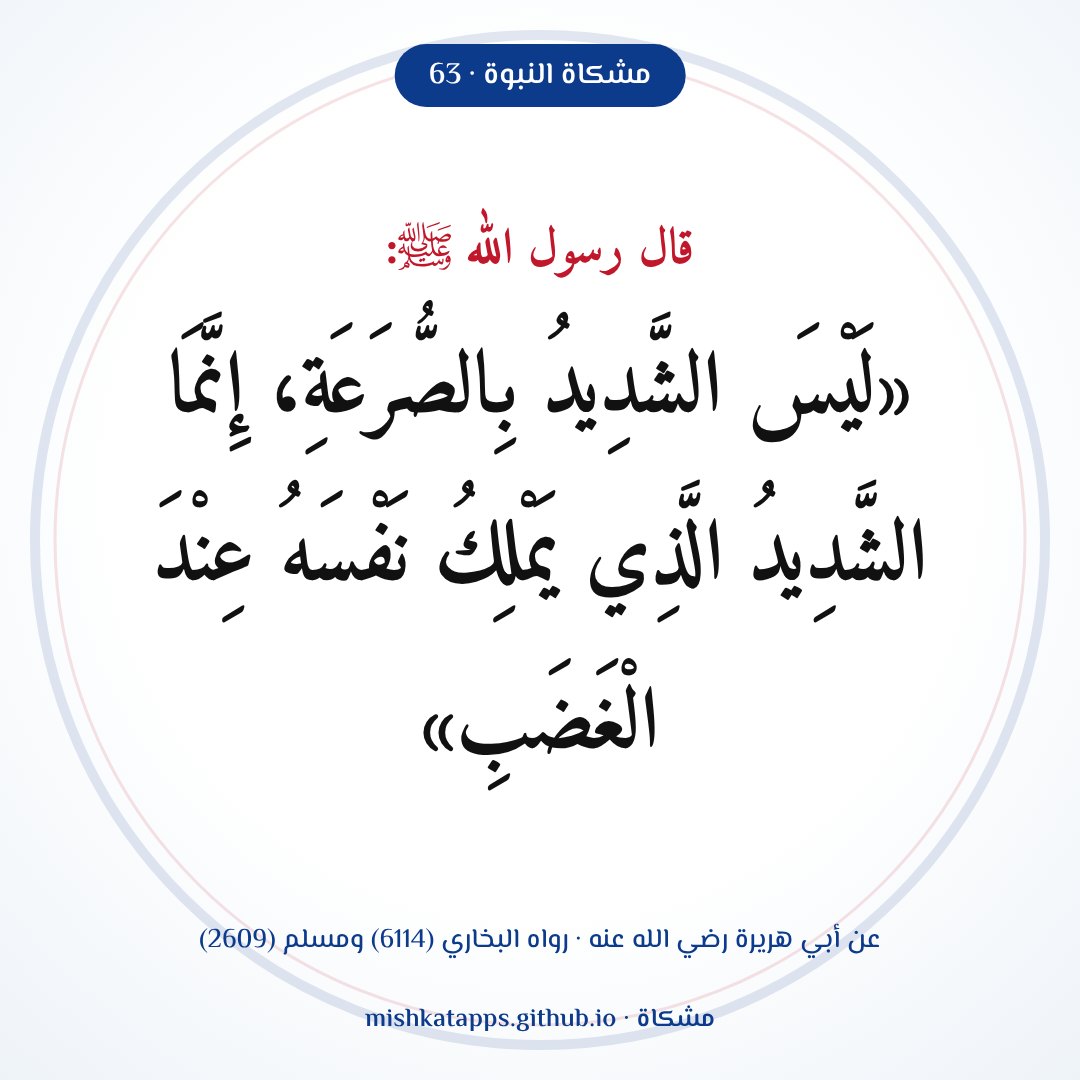 مشكاة النبوة · 63
قال رسول الله ﷺ:
«لَيْسَ الشَّدِيدُ بِالصُّرَعَةِ، إِنَّمَا
الشَّدِيدُ الَّذِي يَمْلِكُ نَفْسَهُ عِنْدَ
الْغَضَبِ»
عن أبي هريرة رضي الله عنه · رواه البخاري (6114) ومسلم (2609)
مشكاة · mishkatapps.github.io